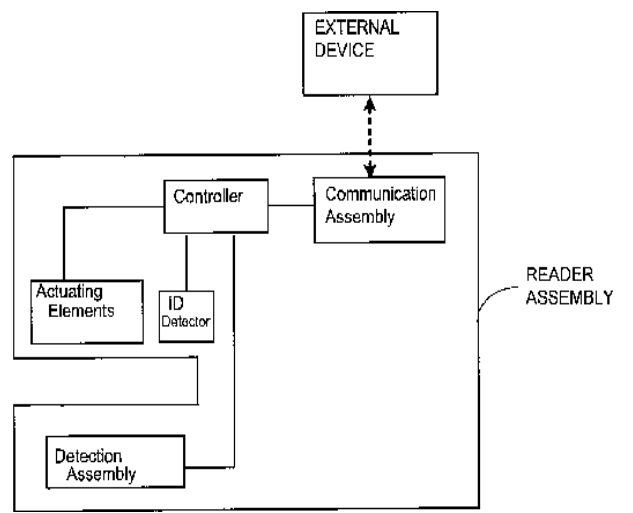 EXTERNAL
DEVICE
Controller
Communication
Assembly
Actuating
Elements
ID
Detector
READER
ASSEMBLY
Detection
Assembly